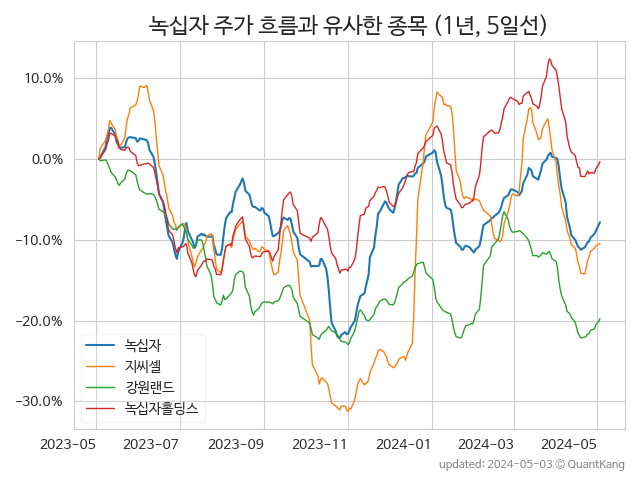 녹십자 주가 흐름과 유사한 종목 (1년, 5일선)
10.0%
0.0%
−10.0%
−20.0%
−30.0%
녹십자
지씨셀
강원랜드
녹십자홀딩스
2023-05 2023-07 2023-09 2023-11 2024-01 2024-03 2024-05
updated: 2024-05-03 ⓒ QuantKang